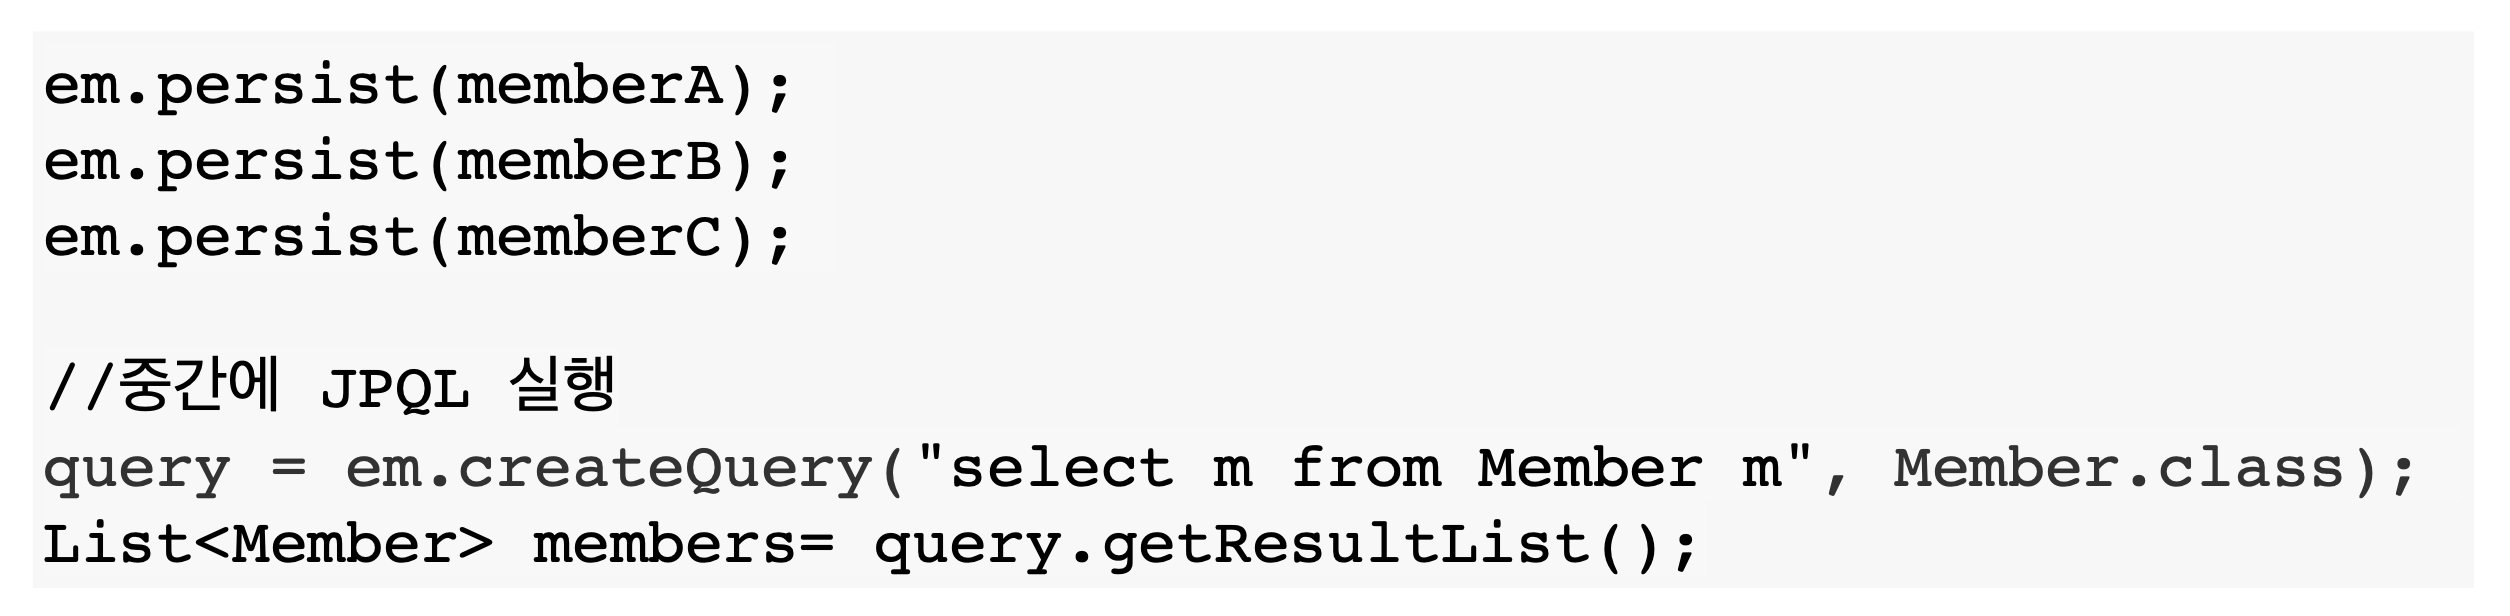 em.persist(memberA);
em.persist(memberB);
em.persist(memberC);
//중간에 JPQL 실행
query = em.createQuery("select m from Member m", Member.class);
List<Member> members= query.getResultList();